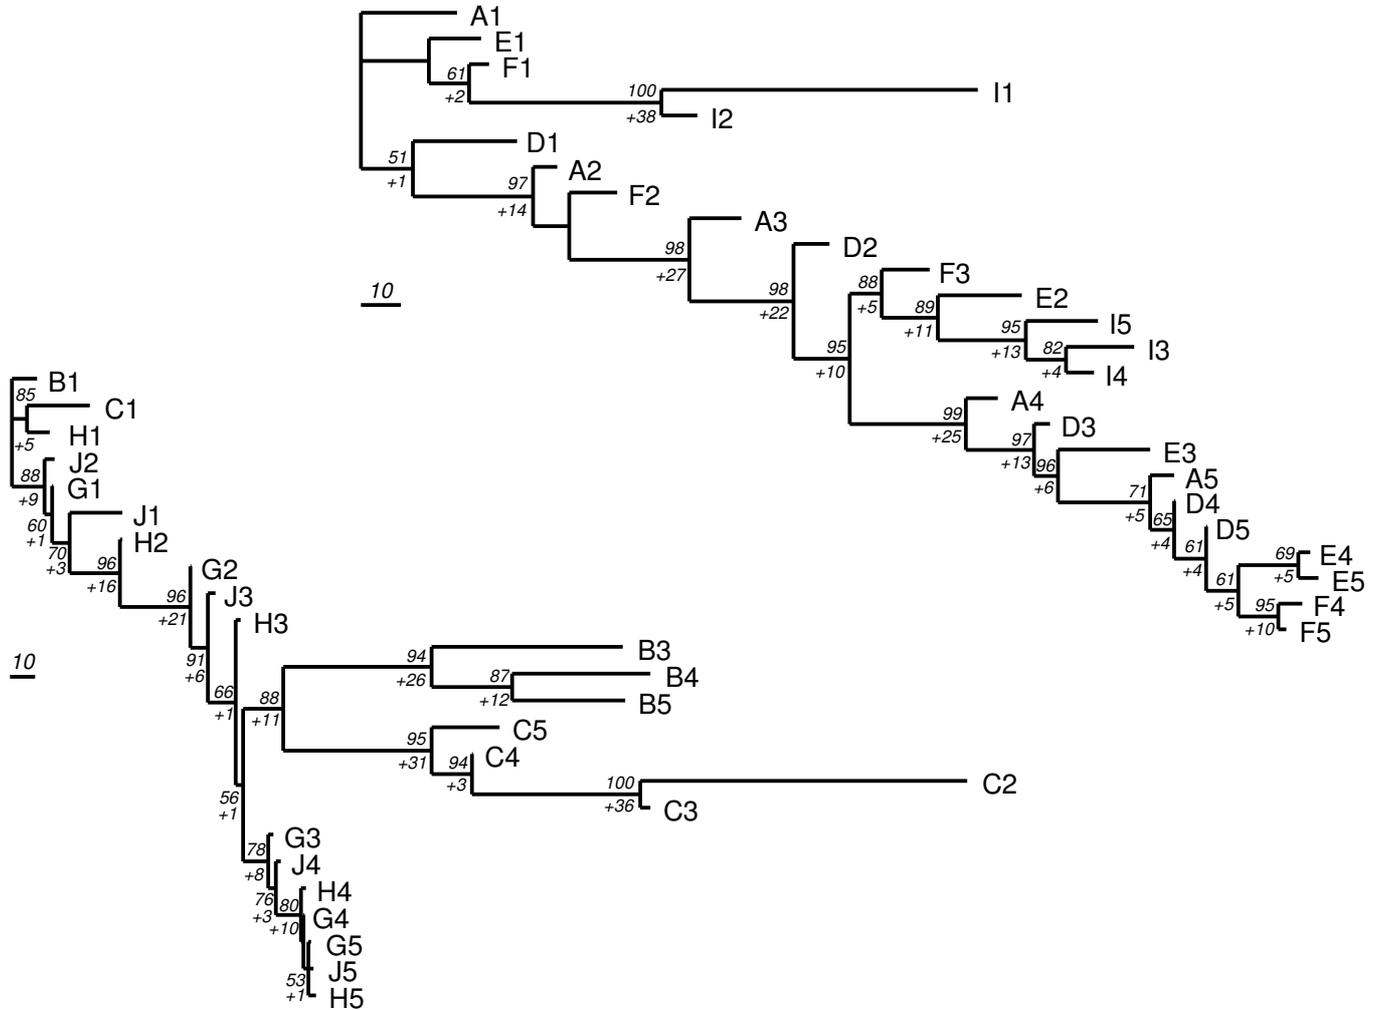 A1
E1
F1
61
+2
100
I1
+38
I2
D1
51
+1
A2
97
+14
F2
A3
98
+27
D2
98
+22
10
F3
88
+5
E2
89
+11
I5
95
+13
I3
82
+4
I4
95
+10
A4
99
+25
D3
97
+13
E3
96
+6
A5
71
+5
D4
65
+4
D5
61
+4
E4
69
+5
E5
61
+5
F4
95
+10
F5
B1
85
C1
+5
H1
J2
88
+9
G1
60
+1
J1
70
+3
H2
96
+16
G2
96
+21
J3
91
+6
H3
66
+1
10
B3
94
+26
B4
87
+12
B5
88
+11
C5
95
+31
C4
94
+3
C2
100
+36
C3
56
+1
G3
78
+8
J4
76
+3
H4
80
+10
G4
G5
J5
53
+1
H5